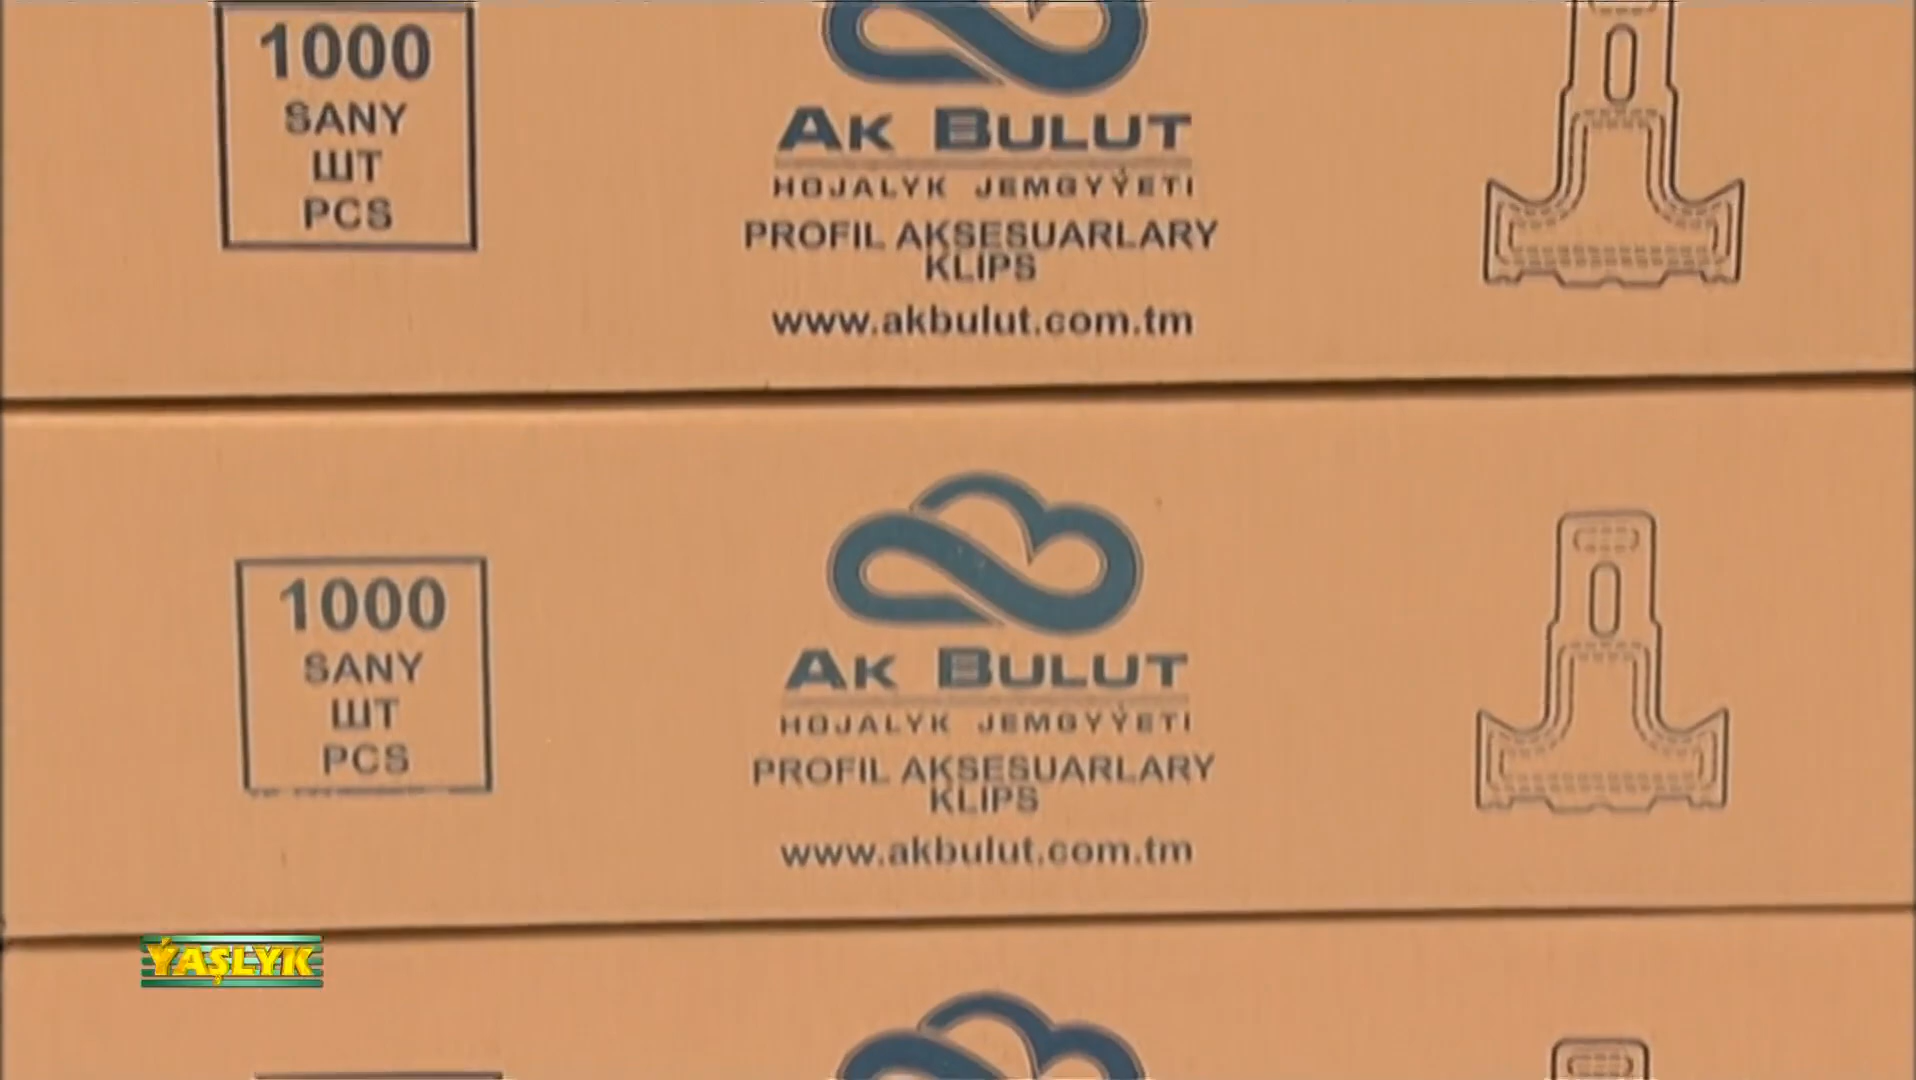 1000
SANY
ШТ
PCS
AK BULUT
HOJALYK JEMGYÝETI
PROFIL AKSESUARLARY
KLIPS
www.akbulut.com.tm
1000
SANY
ШТ
PCS
AK BULUT
HOJALYK JEMGYÝETI
PROFIL AKSESUARLARY
KLIPS
www.akbulut.com.tm
ÝAŞLYK